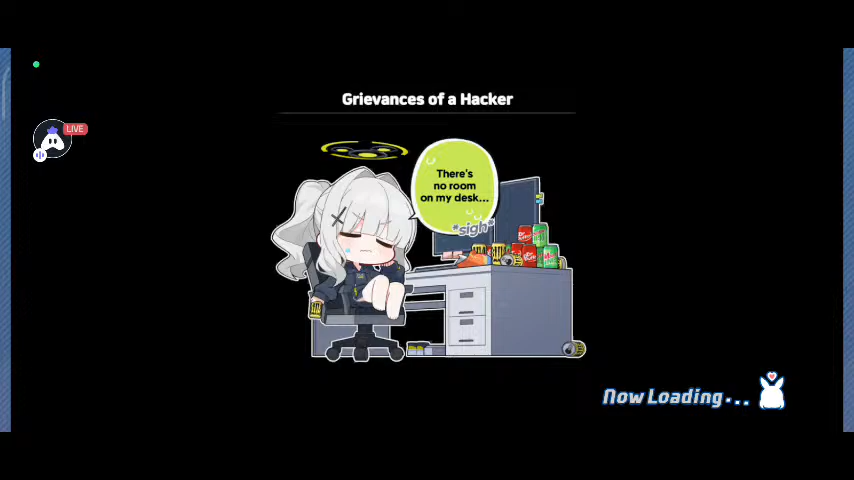 Grievances of a Hacker
LIVE
There's
no room
on my desk...
*sigh*
Now Loading...